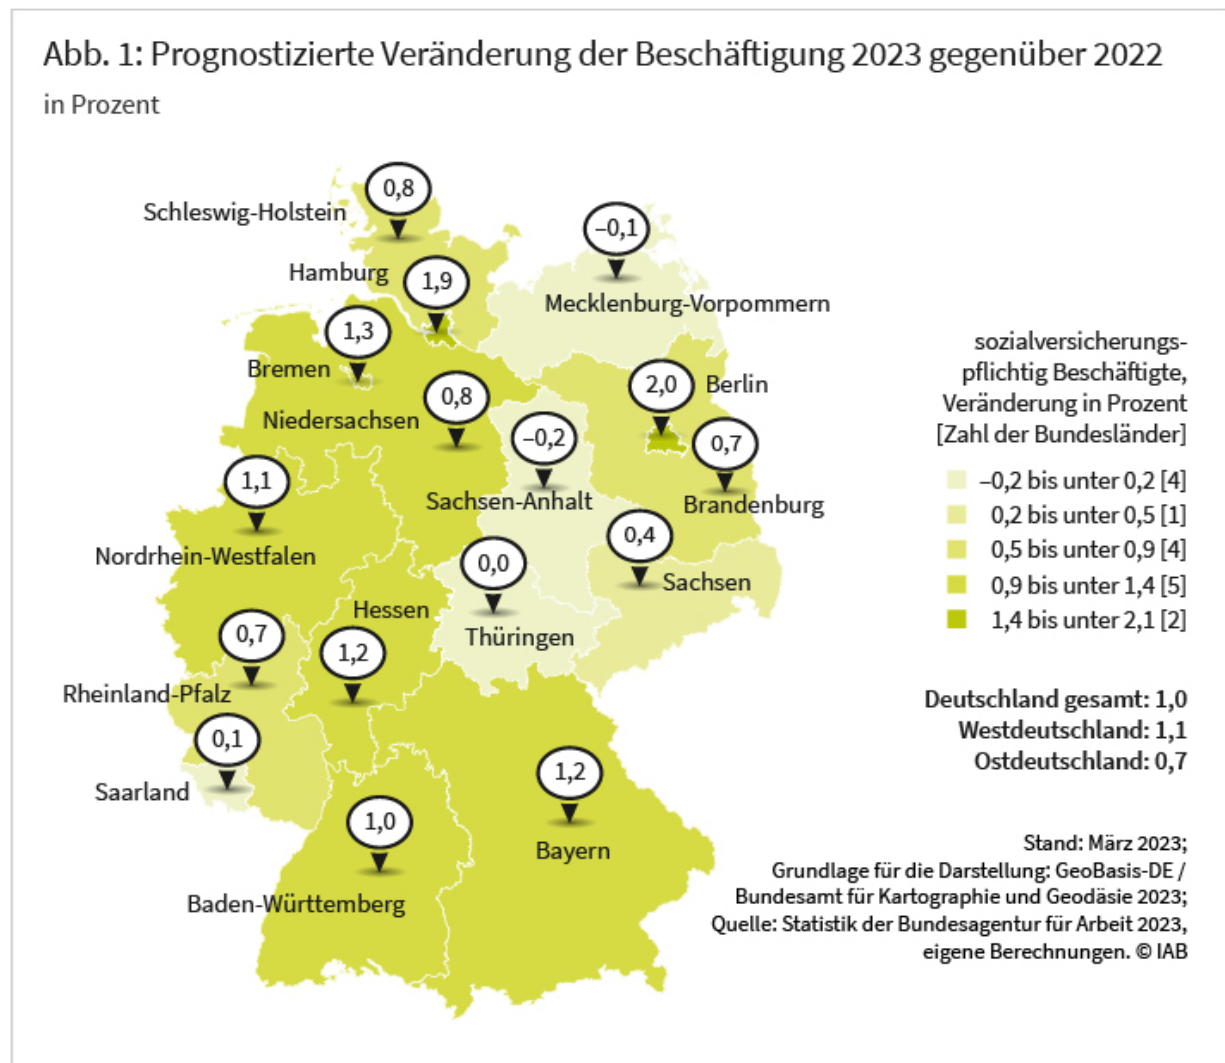 Abb. 1: Prognostizierte Veränderung der Beschäftigung 2023 gegenüber 2022
in Prozent
0,8
Schleswig-Holstein
–0,1
Hamburg
1,9
Mecklenburg-Vorpommern
1,3
Bremen
2,0
Berlin
0,8
Niedersachsen
–0,2
0,7
1,1
Sachsen-Anhalt
Brandenburg
0,4
Nordrhein-Westfalen
0,0
Sachsen
Hessen
0,7
Thüringen
1,2
Rheinland-Pfalz
0,1
Saarland
1,2
1,0
Bayern
Baden-Württemberg
sozialversicherungs-
pflichtig Beschäftigte,
Veränderung in Prozent
[Zahl der Bundesländer]
–0,2 bis unter 0,2 [4]
0,2 bis unter 0,5 [1]
0,5 bis unter 0,9 [4]
0,9 bis unter 1,4 [5]
1,4 bis unter 2,1 [2]
Deutschland gesamt: 1,0
Westdeutschland: 1,1
Ostdeutschland: 0,7
Stand: März 2023;
Grundlage für die Darstellung: GeoBasis-DE /
Bundesamt für Kartographie und Geodäsie 2023;
Quelle: Statistik der Bundesagentur für Arbeit 2023,
eigene Berechnungen. © IAB